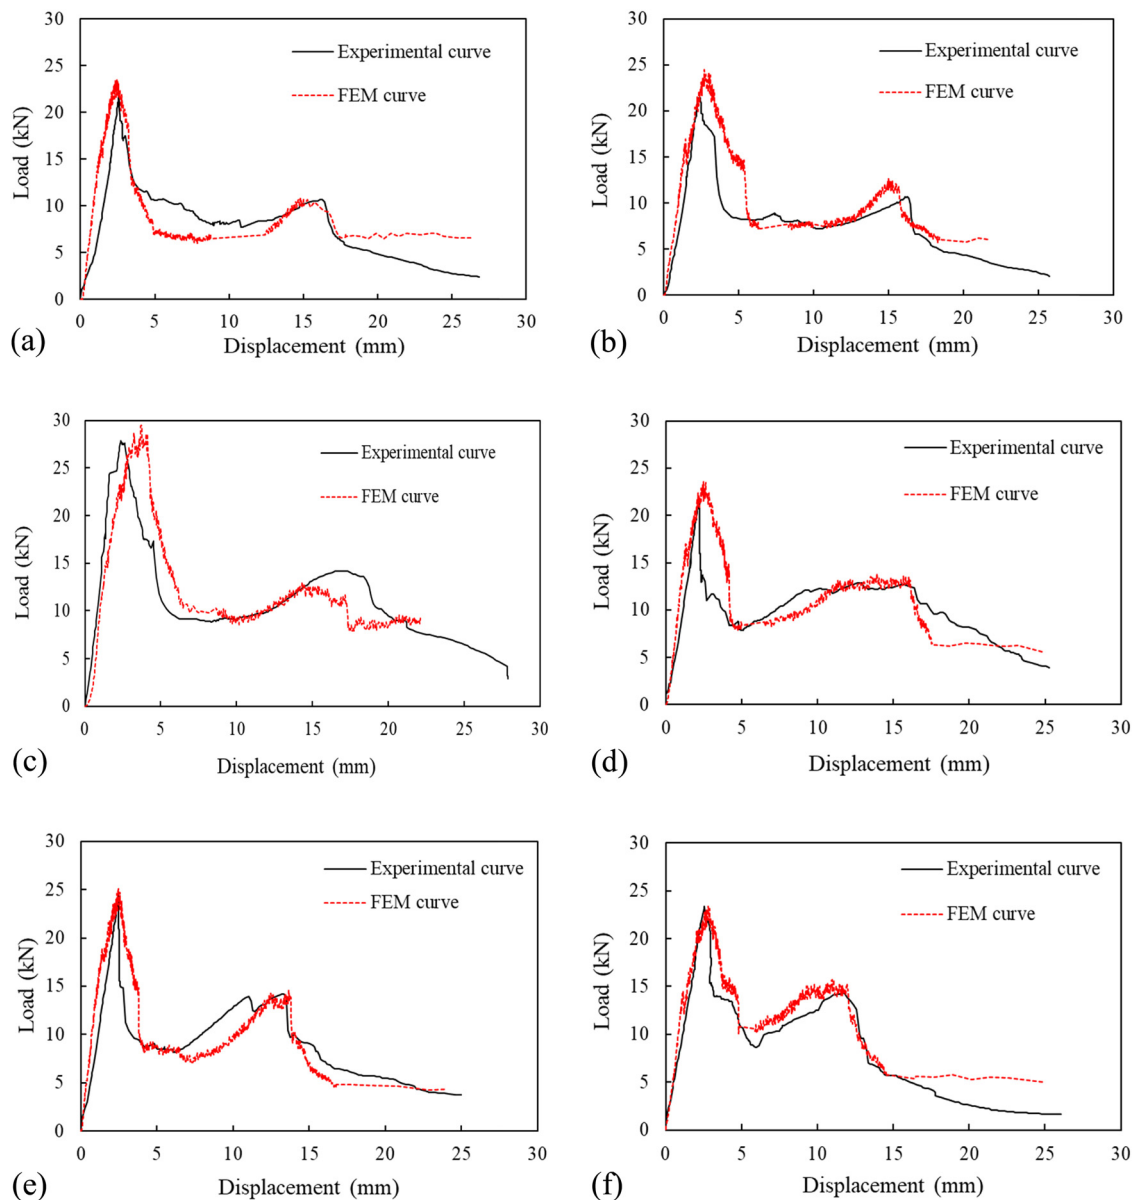 30
25
20
15
10
5
0
Load (kN)
Experimental curve
FEM curve
0 5 10 15 20 25 30
(a) Displacement (mm)
30
25
20
15
10
5
0
Load (kN)
Experimental curve
FEM curve
0 5 10 15 20 25 30
(b) Displacement (mm)
30
25
20
15
10
5
0
Load (kN)
Experimental curve
FEM curve
0 5 10 15 20 25 30
(c) Displacement (mm)
30
25
20
15
10
5
0
Load (kN)
Experimental curve
FEM curve
0 5 10 15 20 25 30
(d) Displacement (mm)
30
25
20
15
10
5
0
Load (kN)
Experimental curve
FEM curve
0 5 10 15 20 25 30
(e) Displacement (mm)
30
25
20
15
10
5
0
Load (kN)
Experimental curve
FEM curve
0 5 10 15 20 25 30
(f) Displacement (mm)